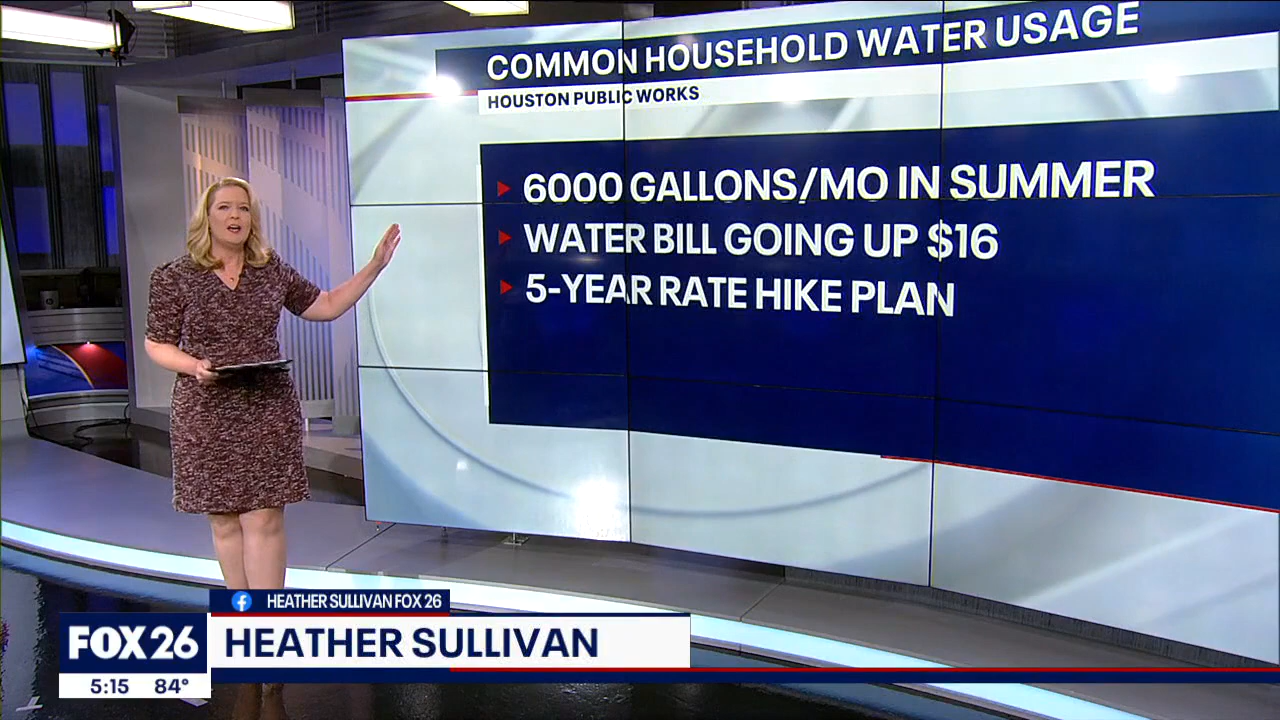 COMMON HOUSEHOLD WATER USAGE
HOUSTON PUBLIC WORKS
6000 GALLONS/MO IN SUMMER
WATER BILL GOING UP $16
5-YEAR RATE HIKE PLAN
HEATHER SULLIVAN FOX 26
FOX 26
HEATHER SULLIVAN
5:15 84°